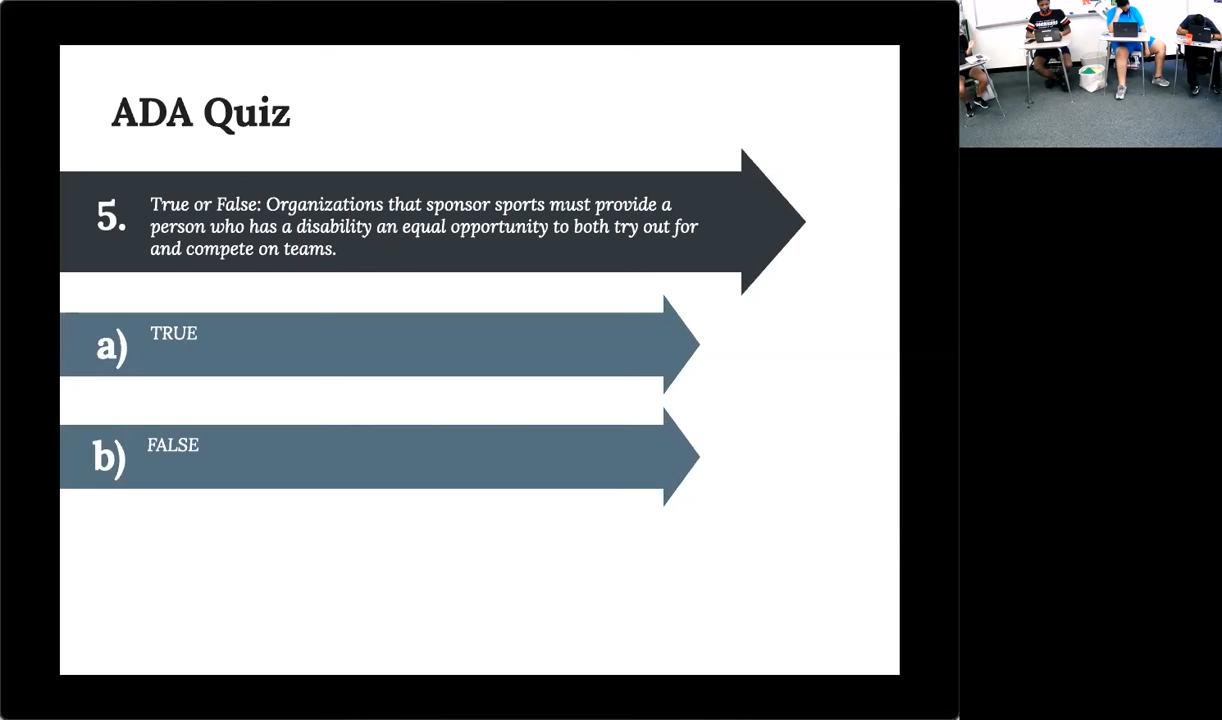 ADA Quiz
5.
True or False: Organizations that sponsor sports must provide a
person who has a disability an equal opportunity to both try out for
and compete on teams.
a)
TRUE
b)
FALSE